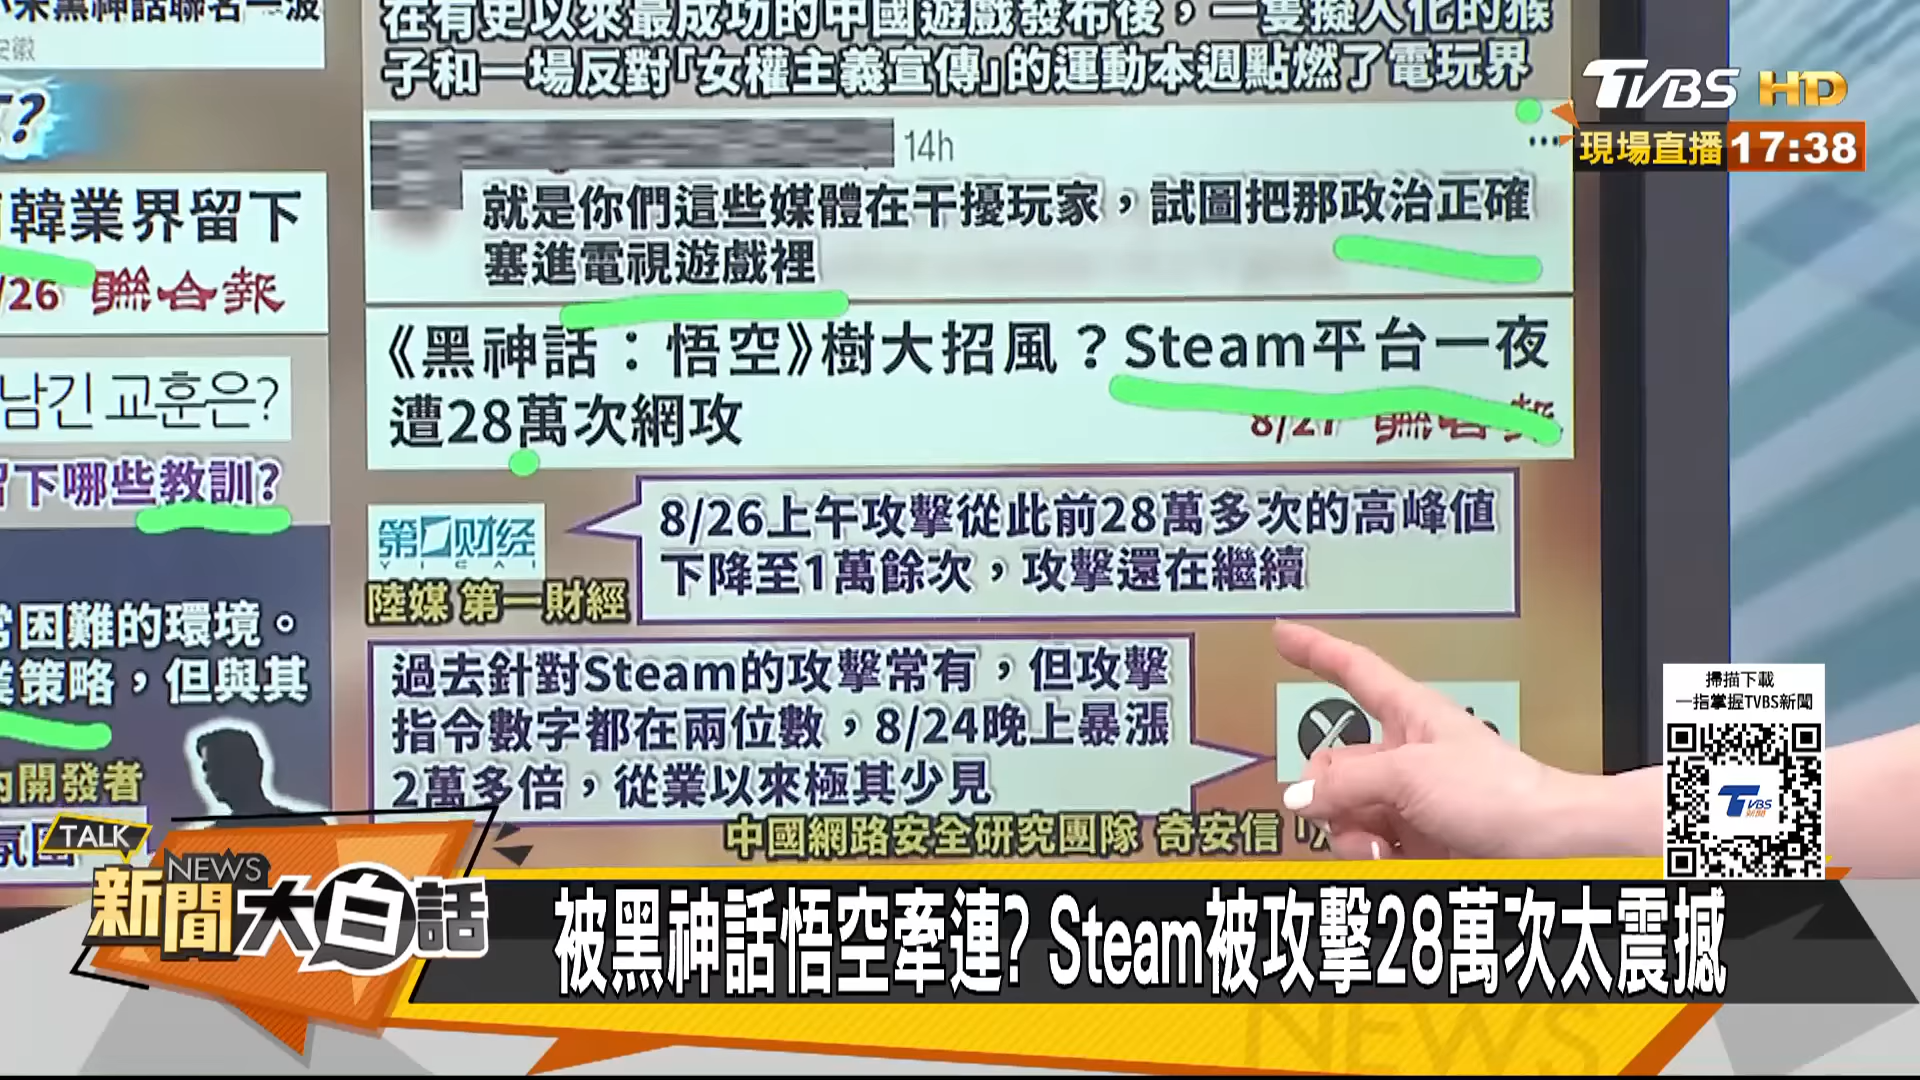 在有史以來最成功的中國遊戲發布後，一隻擬人化的猴
子和一場反對「女權主義宣傳」的運動本週點燃了電玩界
TVBS HD
現場直播 17:38
14h
就是你們這些媒體在干擾玩家，試圖把那政治正確
塞進電視遊戲裡
韓業界留下
/26 聯合報
《黑神話：悟空》樹大招風？Steam平台一夜
遭28萬次網攻
8/27 聯合報
남긴 교훈은?
留下哪些教訓?
第一财经
YICAI
陸媒 第一財經
8/26上午攻擊從此前28萬多次的高峰值
下降至1萬餘次，攻擊還在繼續
困難的環境。
業策略，但與其
過去針對Steam的攻擊常有，但攻擊
指令數字都在兩位數，8/24晚上暴漲
2萬多倍，從業以來極其少見
中國網路安全研究團隊 奇安信「
內開發者
掃描下載
一指掌握TVBS新聞
TVBS
新聞
TALK
NEWS
新聞大白話
被黑神話悟空牽連? Steam被攻擊28萬次太震撼
NEWS